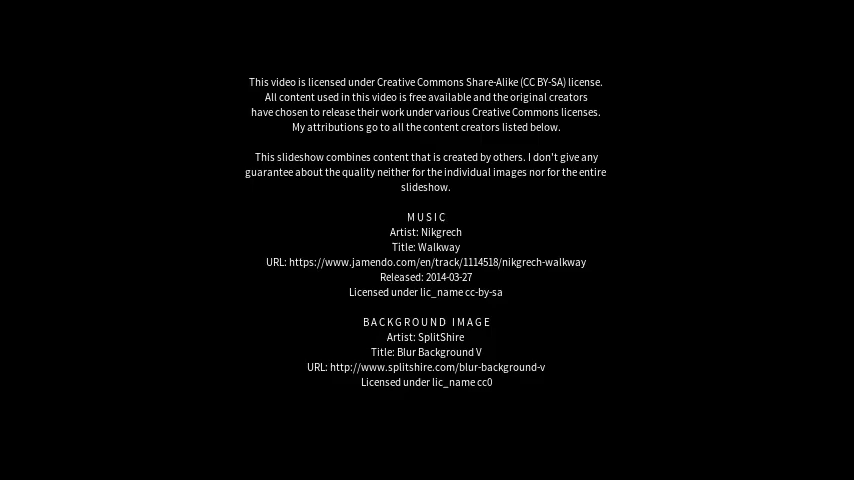 This video is licensed under Creative Commons Share-Alike (CC BY-SA) license.
All content used in this video is free available and the original creators
have chosen to release their work under various Creative Commons licenses.
My attributions go to all the content creators listed below.
This slideshow combines content that is created by others. I don't give any
guarantee about the quality neither for the individual images nor for the entire
slideshow.
M U S I C
Artist: Nikgrech
Title: Walkway
URL: https://www.jamendo.com/en/track/1114518/nikgrech-walkway
Released: 2014-03-27
Licensed under lic_name cc-by-sa
B A C K G R O U N D  I M A G E
Artist: SplitShire
Title: Blur Background V
URL: http://www.splitshire.com/blur-background-v
Licensed under lic_name cc0